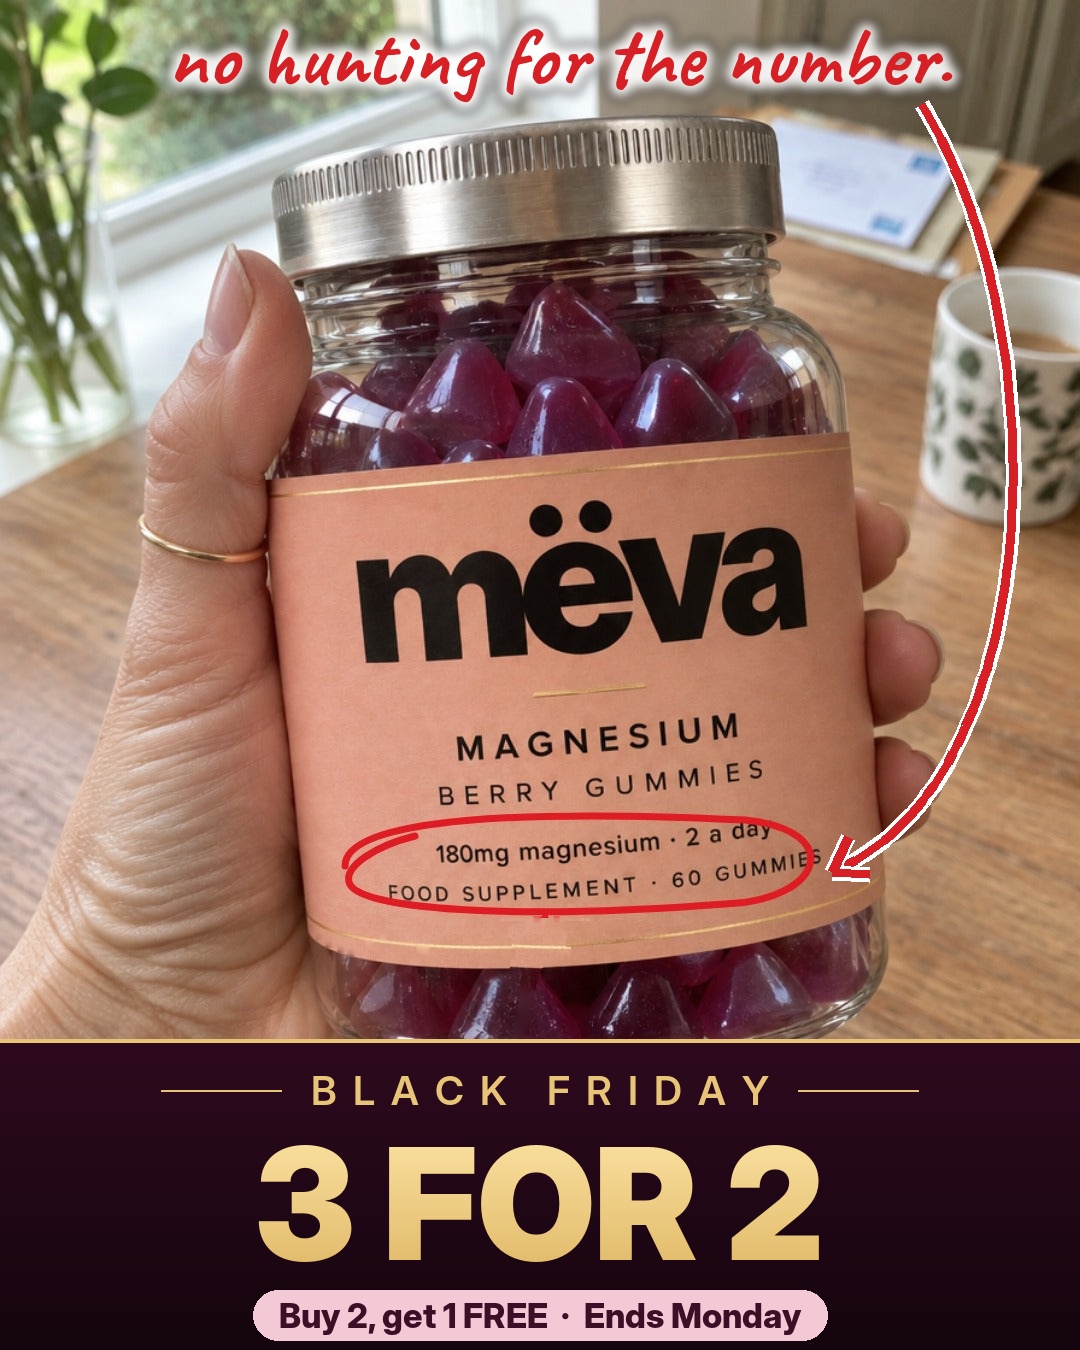 no hunting for the number.
mëva
MAGNESIUM
BERRY GUMMIES
180mg magnesium · 2 a day
FOOD SUPPLEMENT · 60 GUMMIES
BLACK FRIDAY
3 FOR 2
Buy 2, get 1 FREE · Ends Monday